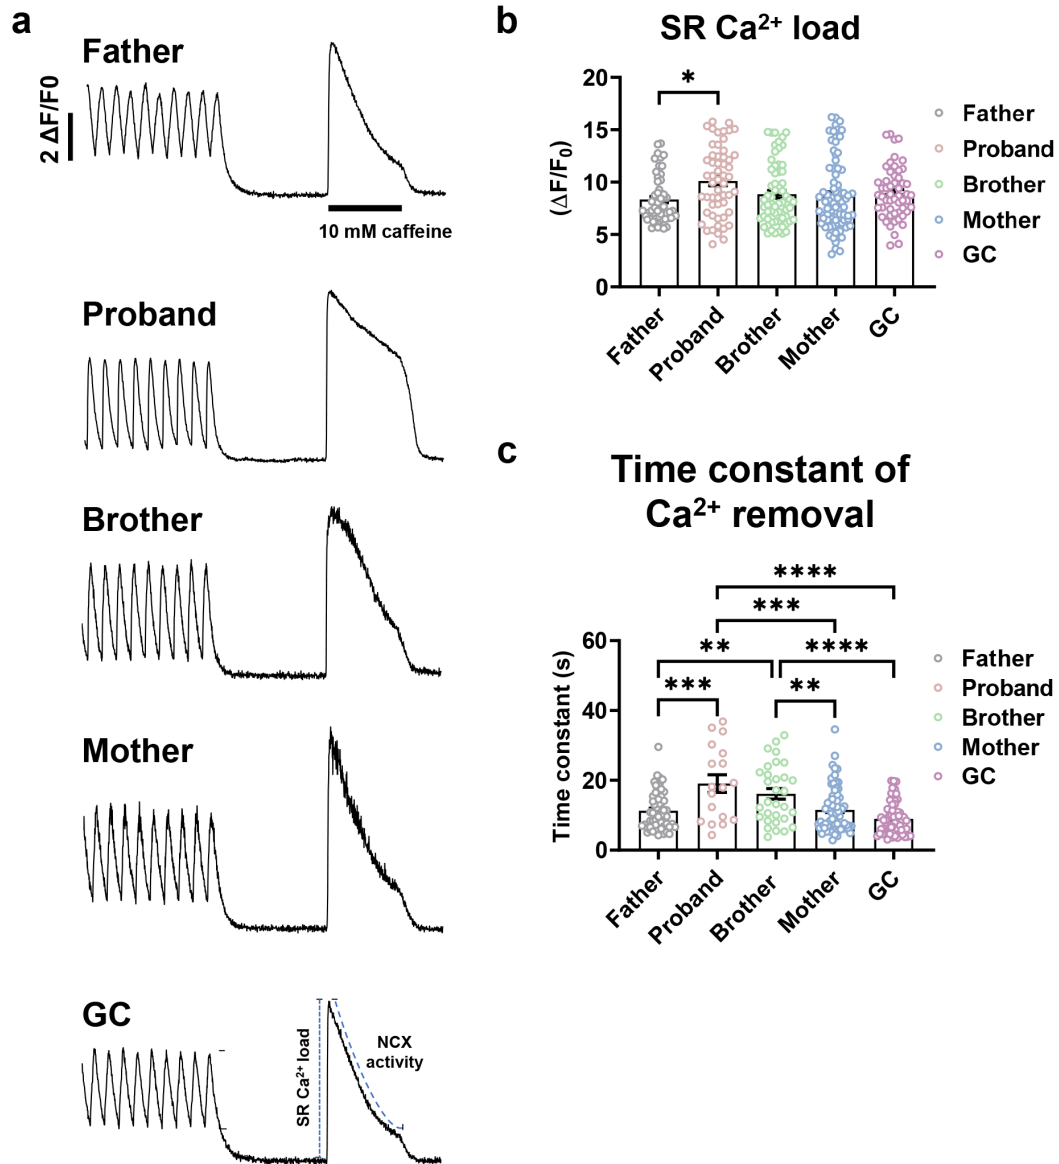 a
Father
2 ΔF/F0
10 mM caffeine
Proband
Brother
Mother
GC
SR Ca²⁺ load
NCX
activity
b
SR Ca²⁺ load
(ΔF/F₀)
20
15
10
5
0
*
Father
Proband
Brother
Mother
GC
Father
Proband
Brother
Mother
GC
c
Time constant of
Ca²⁺ removal
Time constant (s)
60
40
20
0
****
***
** ****
*** **
Father
Proband
Brother
Mother
GC
Father
Proband
Brother
Mother
GC